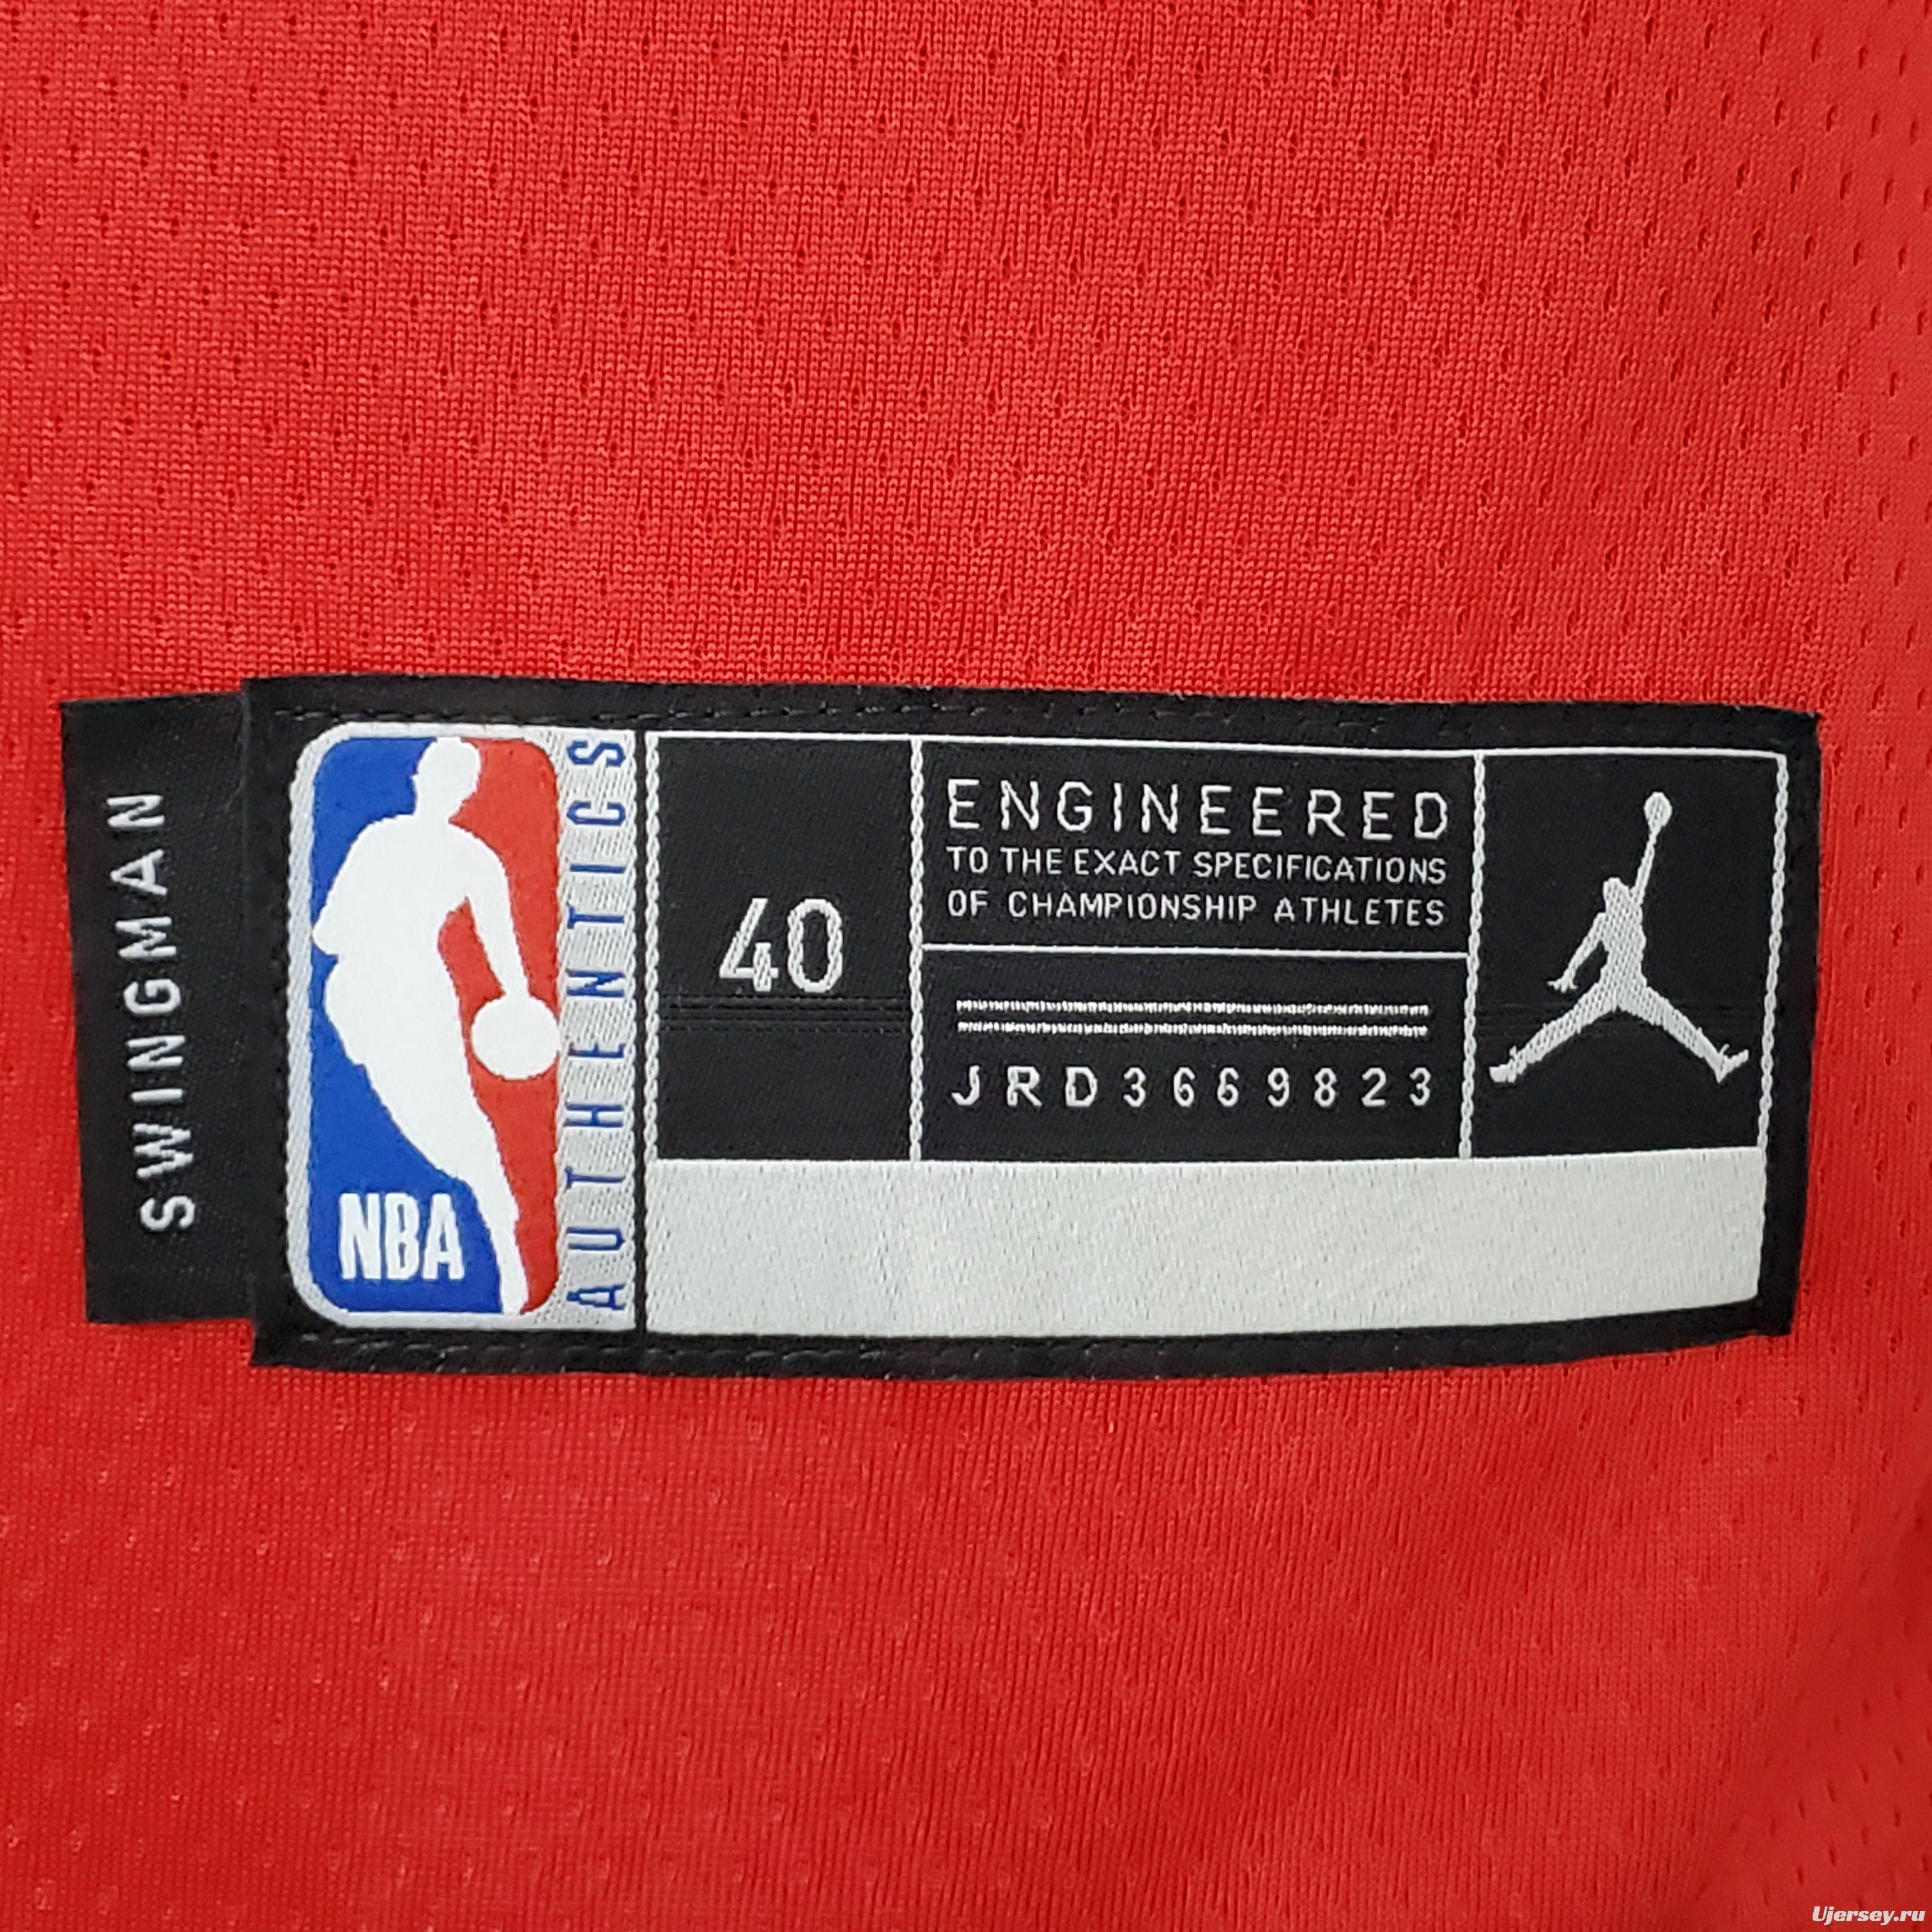 SWINGMAN
NBA
AUTHENTICS
40
ENGINEERED
TO THE EXACT SPECIFICATIONS
OF CHAMPIONSHIP ATHLETES
JRD3669823
Ujersey.ru